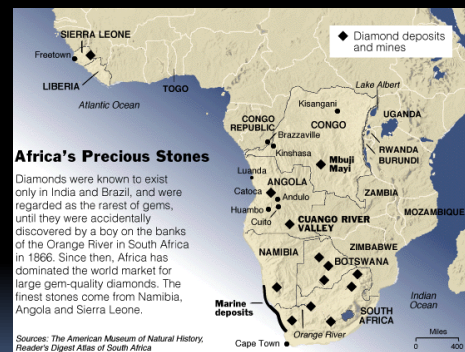 SIERRA LEONE
Freetown
LIBERIA
Atlantic Ocean
TOGO
Diamond deposits
and mines
Lake Albert
Kisangani
UGANDA
CONGO
REPUBLIC
CONGO
Brazzaville
Kinshasa
RWANDA
BURUNDI
Mbuji
Mayi
Luanda
ANGOLA
Catoca
Andulo
ZAMBIA
Huambo
Cuito
CUANGO RIVER
VALLEY
MOZAMBIQUE
ZIMBABWE
NAMIBIA
BOTSWANA
Marine
deposits
SOUTH
AFRICA
Indian
Ocean
Orange River
Cape Town
Miles
0 400
Africa's Precious Stones
Diamonds were known to exist
only in India and Brazil, and were
regarded as the rarest of gems,
until they were accidentally
discovered by a boy on the banks
of the Orange River in South Africa
in 1866. Since then, Africa has
dominated the world market for
large gem-quality diamonds. The
finest stones come from Namibia,
Angola and Sierra Leone.
Sources: The American Museum of Natural History,
Reader's Digest Atlas of South Africa